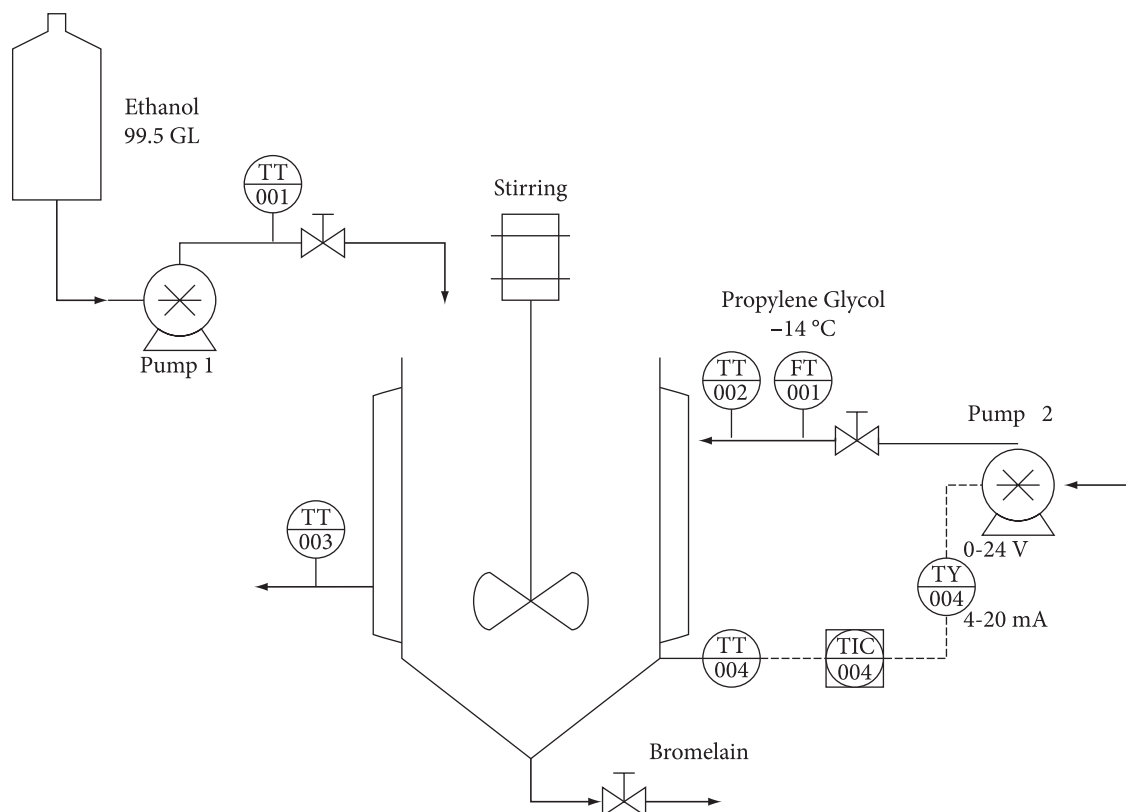 Ethanol
99.5 GL
TT
001
Stirring
Pump 1
Propylene Glycol
–14 °C
TT
002
FT
001
Pump 2
TT
003
0-24 V
TY
004
4-20 mA
TT
004
TIC
004
Bromelain